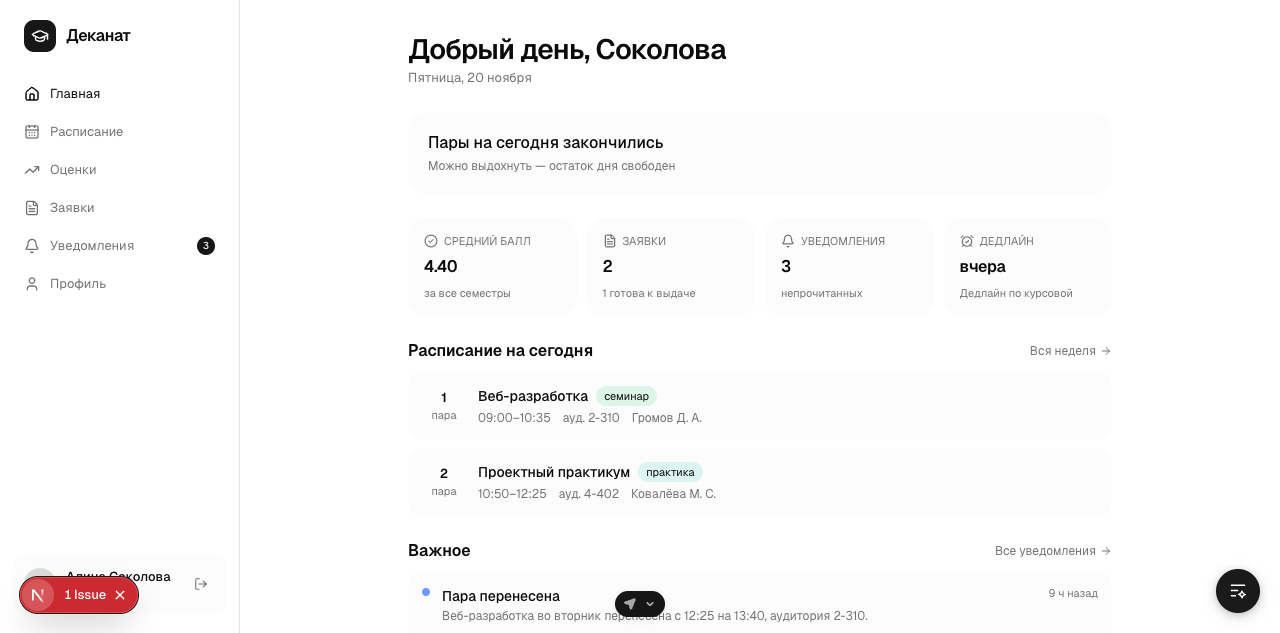 Деканат
Главная
Расписание
Оценки
Заявки
Уведомления 3
Профиль
Соколова
1 Issue
Добрый день, Соколова
Пятница, 20 ноября
Пары на сегодня закончились
Можно выдохнуть — остаток дня свободен
СРЕДНИЙ БАЛЛ
4.40
за все семестры
ЗАЯВКИ
2
1 готова к выдаче
УВЕДОМЛЕНИЯ
3
непрочитанных
ДЕДЛАЙН
вчера
Дедлайн по курсовой
Расписание на сегодня
Вся неделя →
1 пара
Веб-разработка семинар
09:00–10:35 ауд. 2-310 Громов Д. А.
2 пара
Проектный практикум практика
10:50–12:25 ауд. 4-402 Ковалёва М. С.
Важное
Все уведомления →
Пара перенесена
9 ч назад
Веб-разработка во вторник перенесена с 12:25 на 13:40, аудитория 2-310.